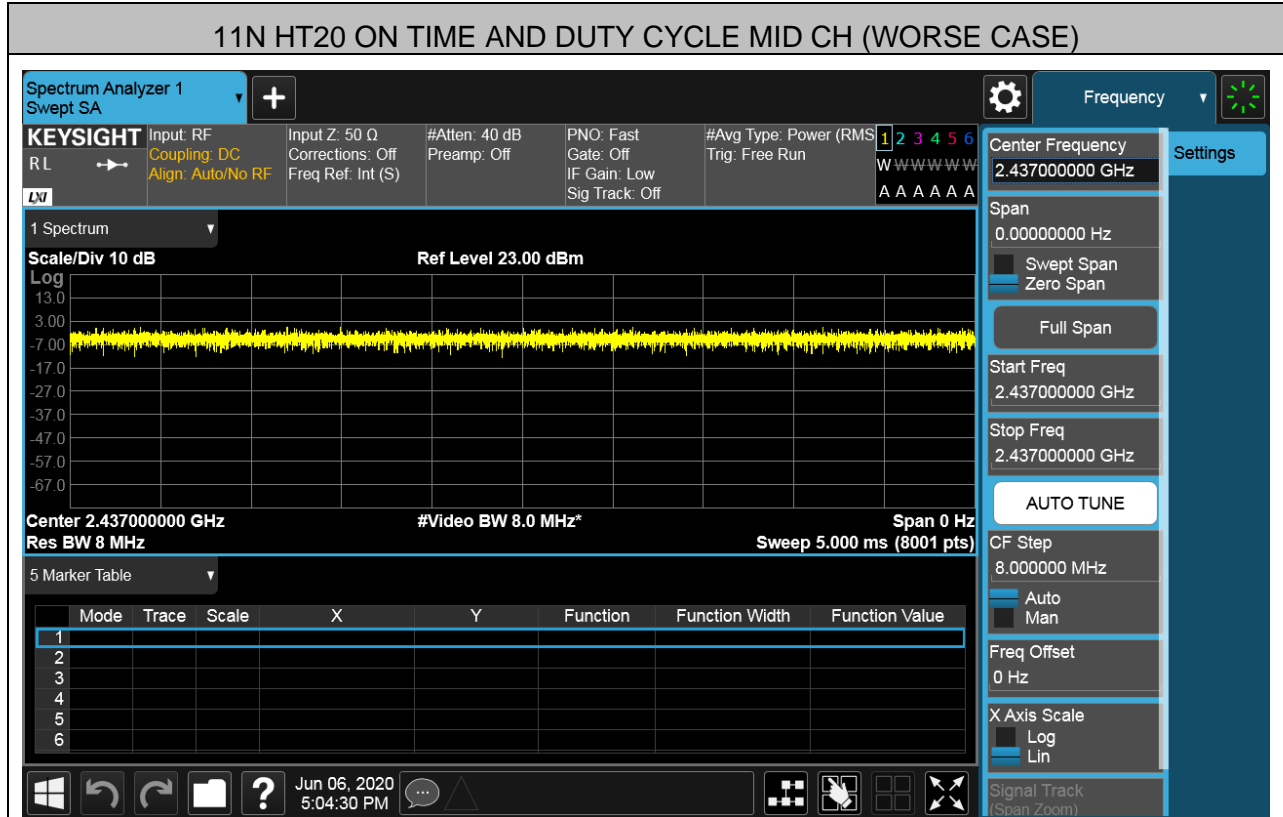 11N HT20 ON TIME AND DUTY CYCLE MID CH (WORSE CASE)
Spectrum Analyzer 1
Swept SA
Frequency
KEYSIGHT
RL
LXI
Input: RF
Coupling: DC
Align: Auto/No RF
Input Z: 50 Ω
Corrections: Off
Freq Ref: Int (S)
#Atten: 40 dB
Preamp: Off
PNO: Fast
Gate: Off
IF Gain: Low
Sig Track: Off
#Avg Type: Power (RMS
Trig: Free Run
1 2 3 4 5 6
W W W W W W
A A A A A A
1 Spectrum
Scale/Div 10 dB
Ref Level 23.00 dBm
Log
13.0
3.00
-7.00
-17.0
-27.0
-37.0
-47.0
-57.0
-67.0
Center 2.437000000 GHz
#Video BW 8.0 MHz*
Span 0 Hz
Res BW 8 MHz
Sweep 5.000 ms (8001 pts)
5 Marker Table
Mode Trace Scale X Y Function Function Width Function Value
1
2
3
4
5
6
Jun 06, 2020
5:04:30 PM
Center Frequency
2.437000000 GHz
Settings
Span
0.00000000 Hz
Swept Span
Zero Span
Full Span
Start Freq
2.437000000 GHz
Stop Freq
2.437000000 GHz
AUTO TUNE
CF Step
8.000000 MHz
Auto
Man
Freq Offset
0 Hz
X Axis Scale
Log
Lin
Signal Track
(Span Zoom)